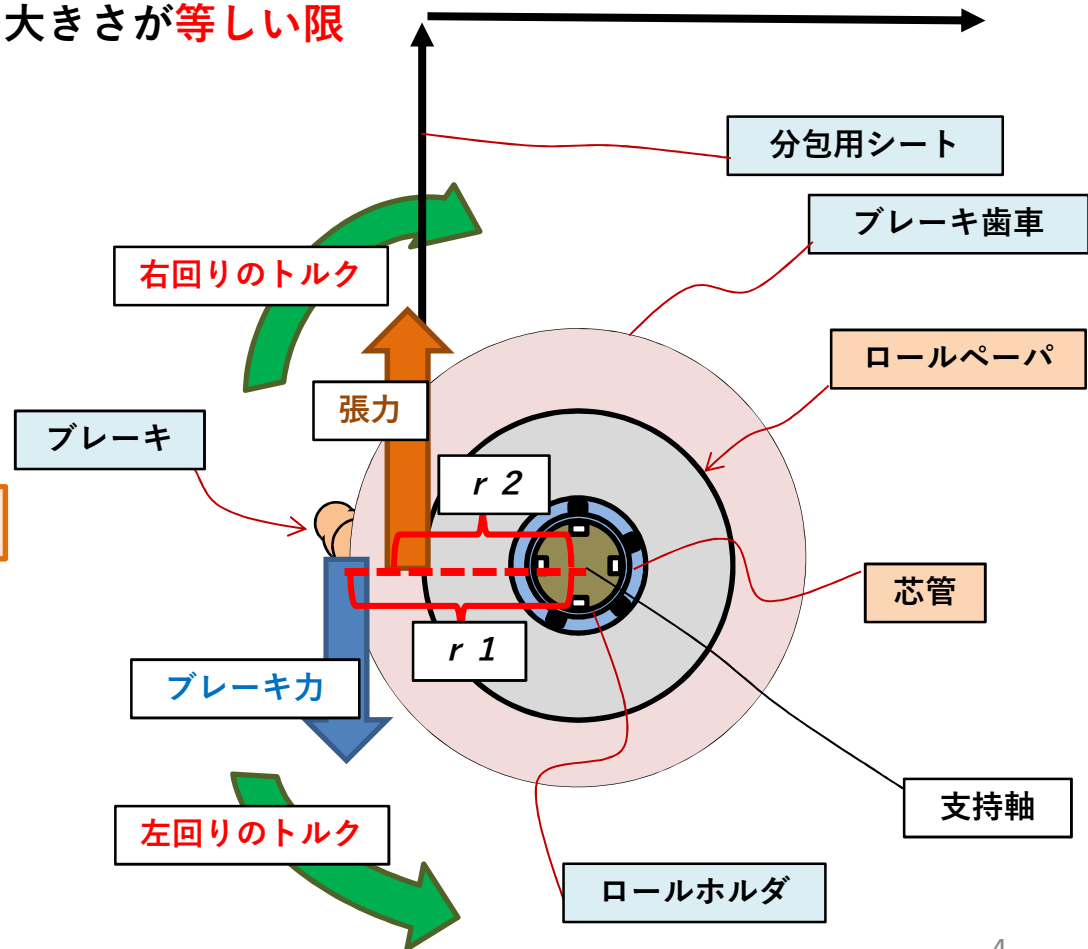 大きさが等しい限
分包用シート
ブレーキ歯車
右回りのトルク
ロールペーパ
張力
ブレーキ
r 2
芯管
r 1
ブレーキ力
支持軸
左回りのトルク
ロールホルダ
4